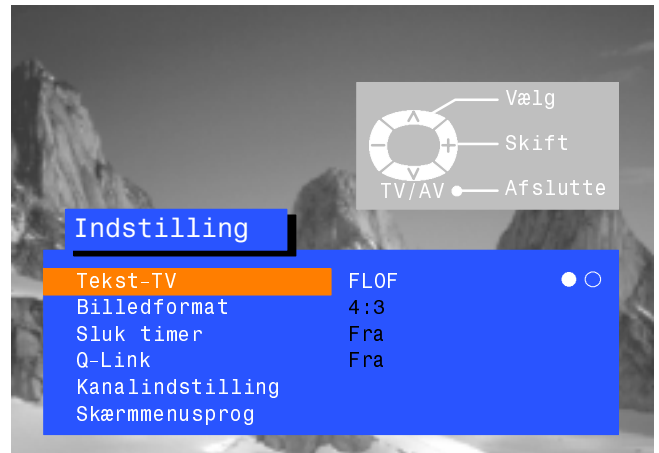 Vælg
Skift
TV/AV Afslutte
Indstilling
Tekst-TV FLOF
Billedformat 4:3
Sluk timer Fra
Q-Link Fra
Kanalindstilling
Skærmmenusprog